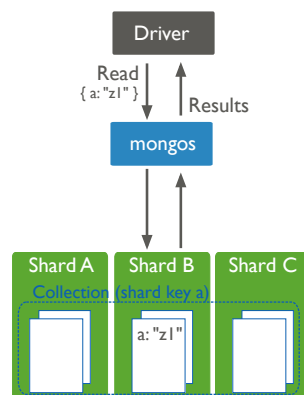 Driver
Read
{ a: "z1" }
Results
mongos
Shard A
Shard B
Shard C
Collection (shard key a)
a: "z1"